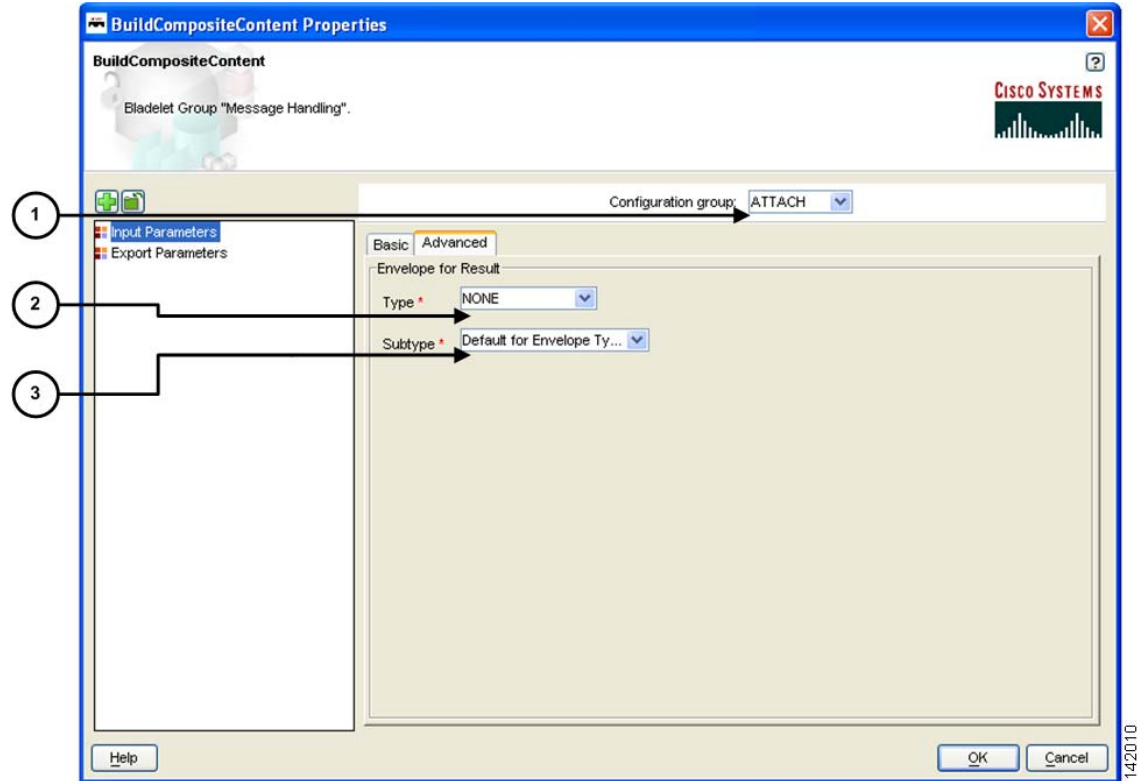 BuildCompositeContent Properties
BuildCompositeContent
?
Bladelet Group "Message Handling".
CISCO SYSTEMS
1
Configuration group: ATTACH
Input Parameters
Export Parameters
Basic Advanced
Envelope for Result
2
Type * NONE
Subtype * Default for Envelope Ty...
3
Help
OK
Cancel
142010